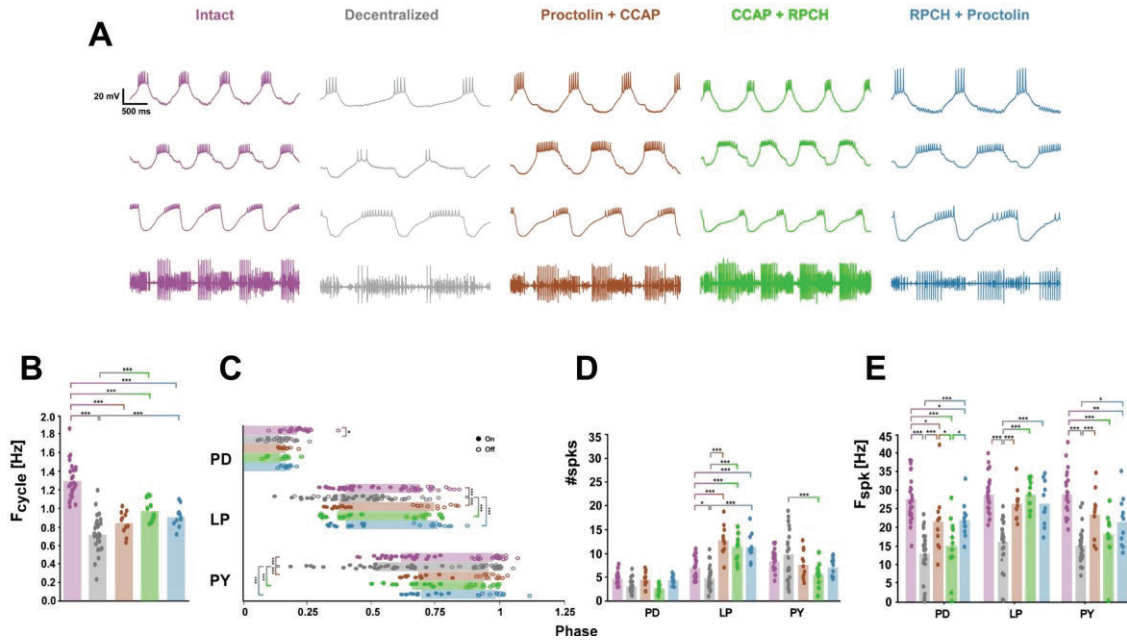 Intact Decentralized Proctolin + CCAP CCAP + RPCH RPCH + Proctolin
A
20 mV
500 ms
B
***
***
***
***
*** ***
Fcycle [Hz]
2.0
1.8
1.6
1.4
1.2
1.0
0.8
0.6
0.4
0.2
0.0
C
On
Off
PD
LP
PY
0 0.25 0.5 0.75 1 1.25
Phase
D
#spks
35
30
25
20
15
10
5
0
PD LP PY
E
Fspk [Hz]
45
40
35
30
25
20
15
10
5
0
PD LP PY